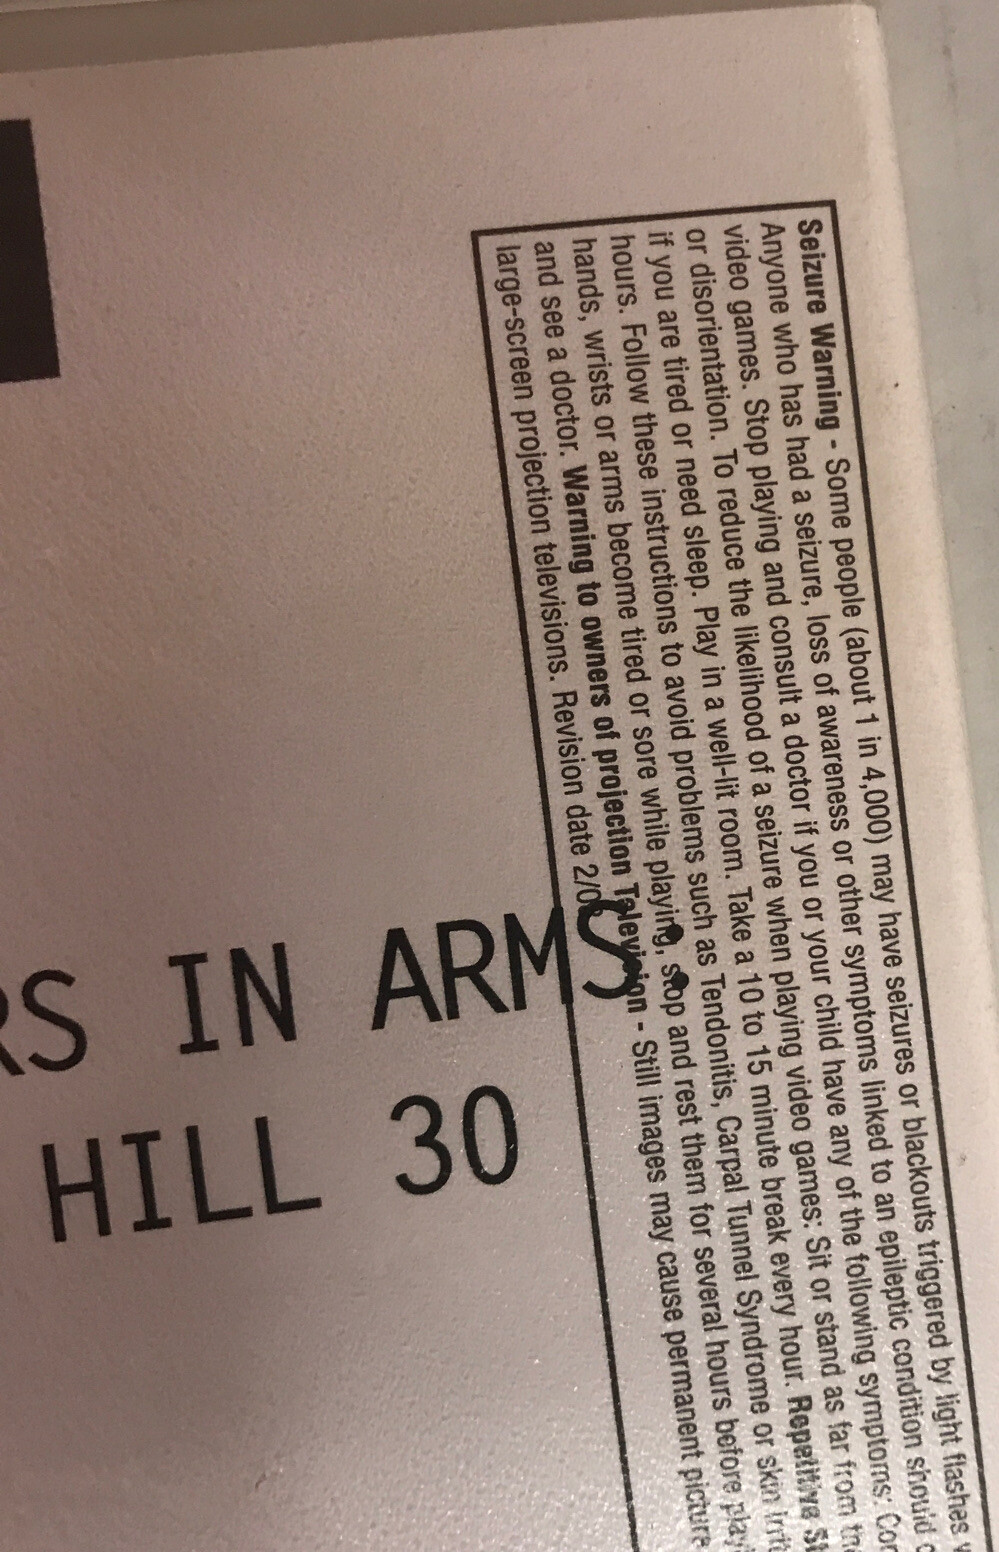 Seizure Warning - Some people (about 1 in 4,000) may have seizures or blackouts triggered by light flashes
Anyone who has had a seizure, loss of awareness or other symptoms linked to an epileptic condition should
video games. Stop playing and consult a doctor if you or your child have any of the following symptoms:
or disorientation. To reduce the likelihood of a seizure when playing video games: Sit or stand as far from
if you are tired or need sleep. Play in a well-lit room. Take a 10 to 15 minute break every hour. Repetitive
hours. Follow these instructions to avoid problems such as Tendonitis, Carpal Tunnel Syndrome or skin
hands, wrists or arms become tired or sore while playing, stop and rest them for several hours before
and see a doctor. Warning to owners of projection Television - Still images may cause permanent picture
large-screen projection televisions. Revision date
RS IN ARMS
HILL 30